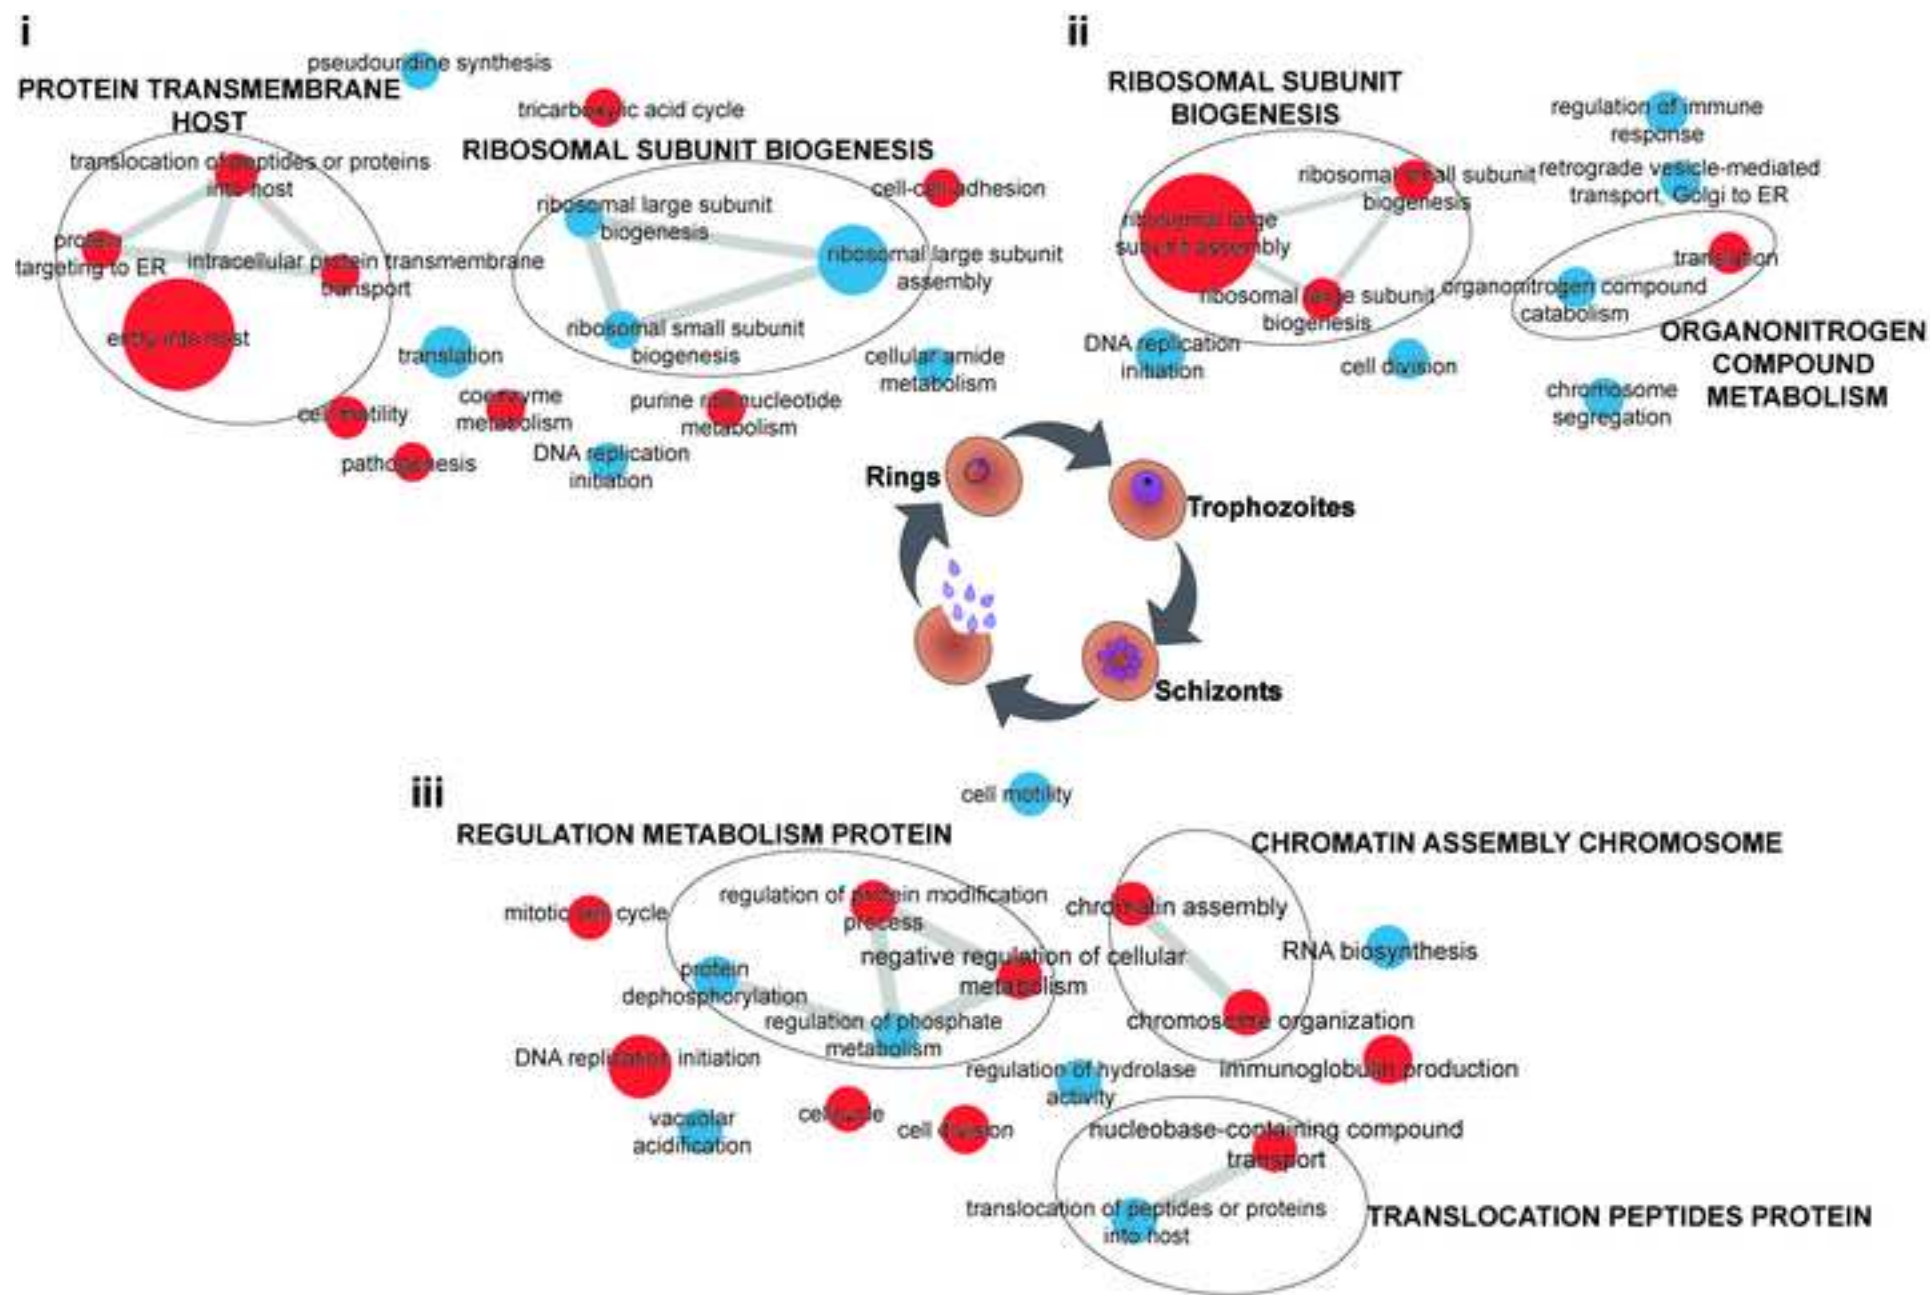 i
pseudouridine synthesis
PROTEIN TRANSMEMBRANE
HOST
tricarboxylic acid cycle
translocation of peptides or proteins
into host
RIBOSOMAL SUBUNIT BIOGENESIS
cell-cell adhesion
ribosomal large subunit
biogenesis
protein
targeting to ER
intracellular protein transmembrane
transport
ribosomal large subunit
assembly
entry into host
ribosomal small subunit
biogenesis
translation
cellular amide
metabolism
cell motility
coenzyme
metabolism
purine ribonucleotide
metabolism
pathogenesis
DNA replication
initiation
ii
RIBOSOMAL SUBUNIT
BIOGENESIS
regulation of immune
response
ribosomal small subunit
biogenesis
retrograde vesicle-mediated
transport, Golgi to ER
ribosomal large
subunit assembly
translation
ribosomal large subunit
biogenesis
organonitrogen compound
catabolism
ORGANONITROGEN
COMPOUND
METABOLISM
DNA replication
initiation
cell division
chromosome
segregation
Rings
Trophozoites
Schizonts
iii
cell motility
REGULATION METABOLISM PROTEIN
CHROMATIN ASSEMBLY CHROMOSOME
mitotic cell cycle
regulation of protein modification
process
chromatin assembly
negative regulation of cellular
metabolism
RNA biosynthesis
protein
dephosphorylation
regulation of phosphate
metabolism
chromosome organization
DNA replication initiation
regulation of hydrolase
activity
immunoglobulin production
vacuolar
acidification
cell cycle
cell division
nucleobase-containing compound
transport
translocation of peptides or proteins
into host
TRANSLOCATION PEPTIDES PROTEIN